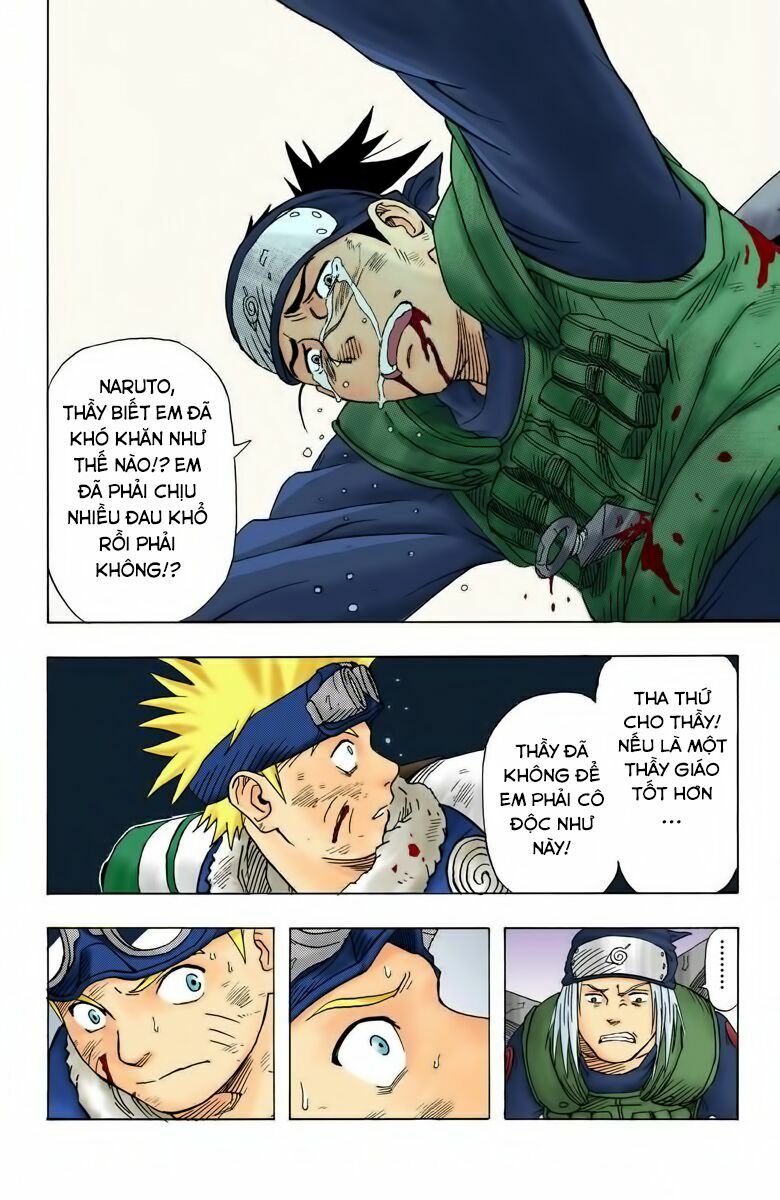 NARUTO,
THẦY BIẾT EM ĐÃ
KHÓ KHĂN NHƯ
THẾ NÀO!? EM
ĐÃ PHẢI CHỊU
NHIỀU ĐAU KHỔ
RỒI PHẢI
KHÔNG!?
THA THỨ
CHO THẦY!
NẾU LÀ MỘT
THẦY GIÁO
TỐT HƠN
...
THẦY ĐÃ
KHÔNG ĐỂ
EM PHẢI CÔ
ĐỘC NHƯ
NÀY!
.........